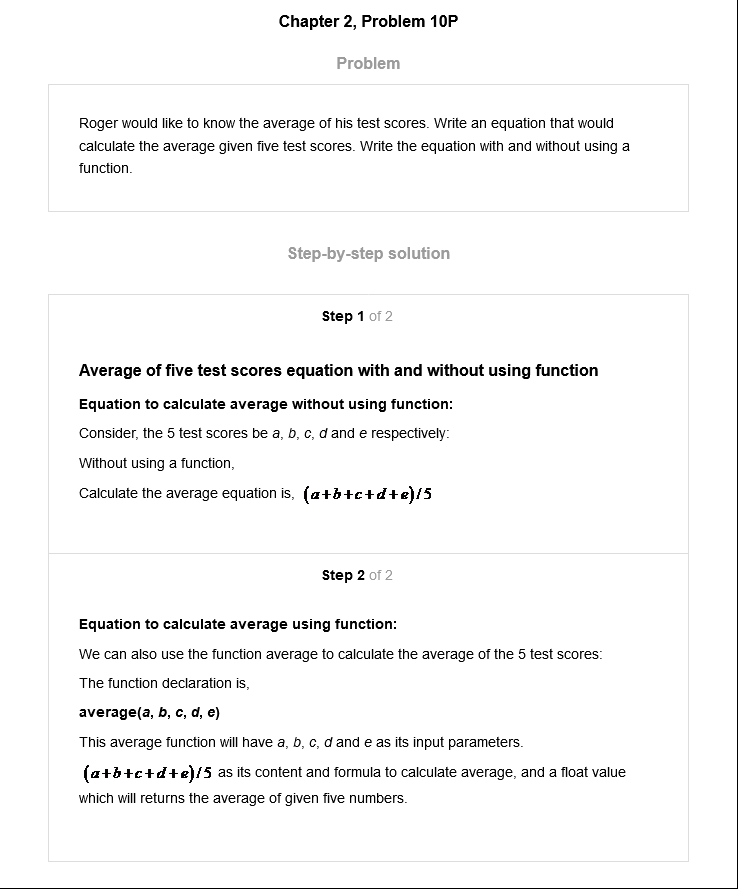 Chapter 2, Problem 10P
Problem
Roger would like to know the average of his test scores. Write an equation that would
calculate the average given five test scores. Write the equation with and without using a
function.
Step-by-step solution
Step 1 of 2
Average of five test scores equation with and without using function
Equation to calculate average without using function:
Consider, the 5 test scores be a, b, c, d and e respectively:
Without using a function,
Calculate the average equation is, (a+b+c+d+e)/5
Step 2 of 2
Equation to calculate average using function:
We can also use the function average to calculate the average of the 5 test scores:
The function declaration is,
average(a, b, c, d, e)
This average function will have a, b, c, d and e as its input parameters.
(a+b+c+d+e)/5 as its content and formula to calculate average, and a float value
which will returns the average of given five numbers.